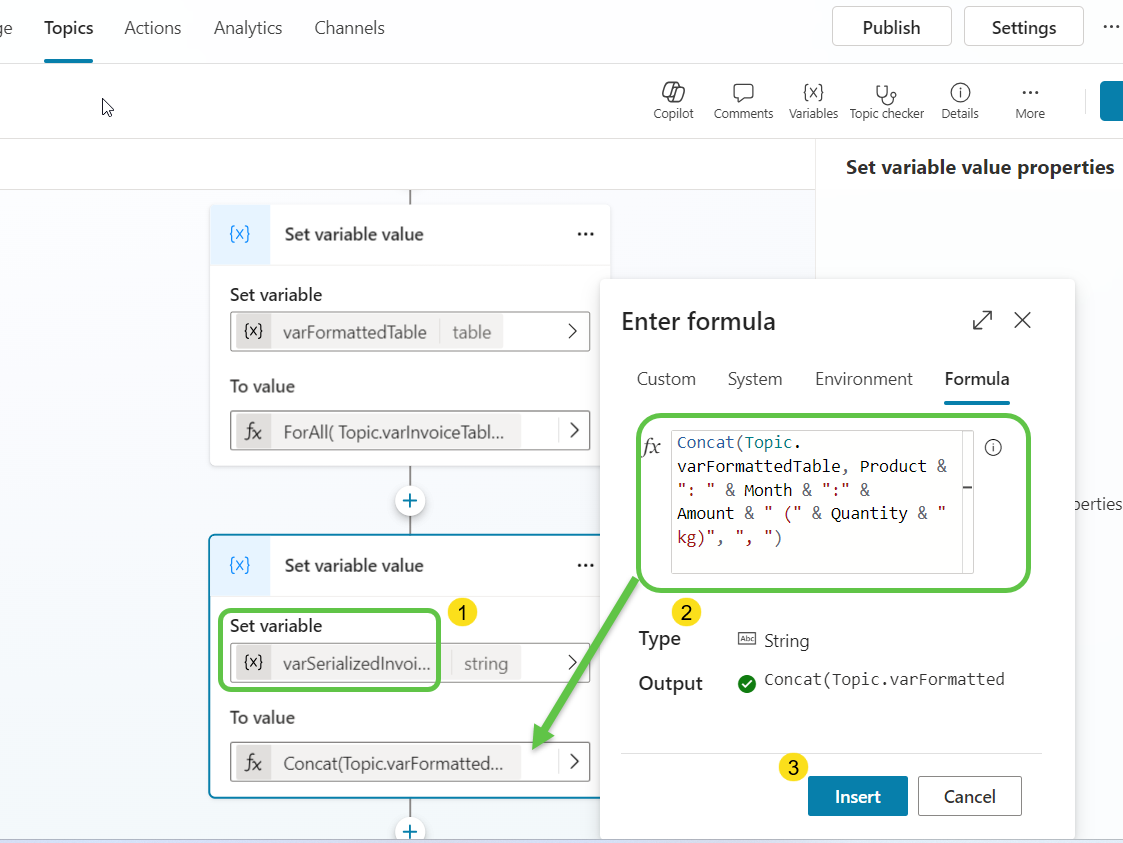 Topics Actions Analytics Channels Publish Settings
Copilot Comments Variables Topic checker Details More
Set variable value properties
{x} Set variable value
Set variable
{x} varFormattedTable table
To value
fx ForAll( Topic.varInvoiceTabl...
Enter formula
Custom System Environment Formula
fx Concat(Topic.
varFormattedTable, Product &
": " & Month & ":" &
Amount & " (" & Quantity & "
kg)", ", ")
{x} Set variable value
1
Set variable
{x} varSerializedInvoi... string
2
Type Abc String
Output Concat(Topic.varFormatted
To value
fx Concat(Topic.varFormatted...
3
Insert Cancel